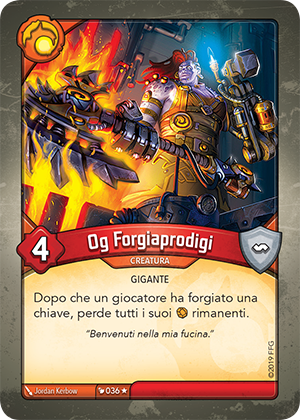 4
Og Forgiaprodigi
CREATURA
GIGANTE
Dopo che un giocatore ha forgiato una
chiave, perde tutti i suoi rimanenti.
"Benvenuti nella mia fucina."
Jordan Kerbow
036
©2019 FFG